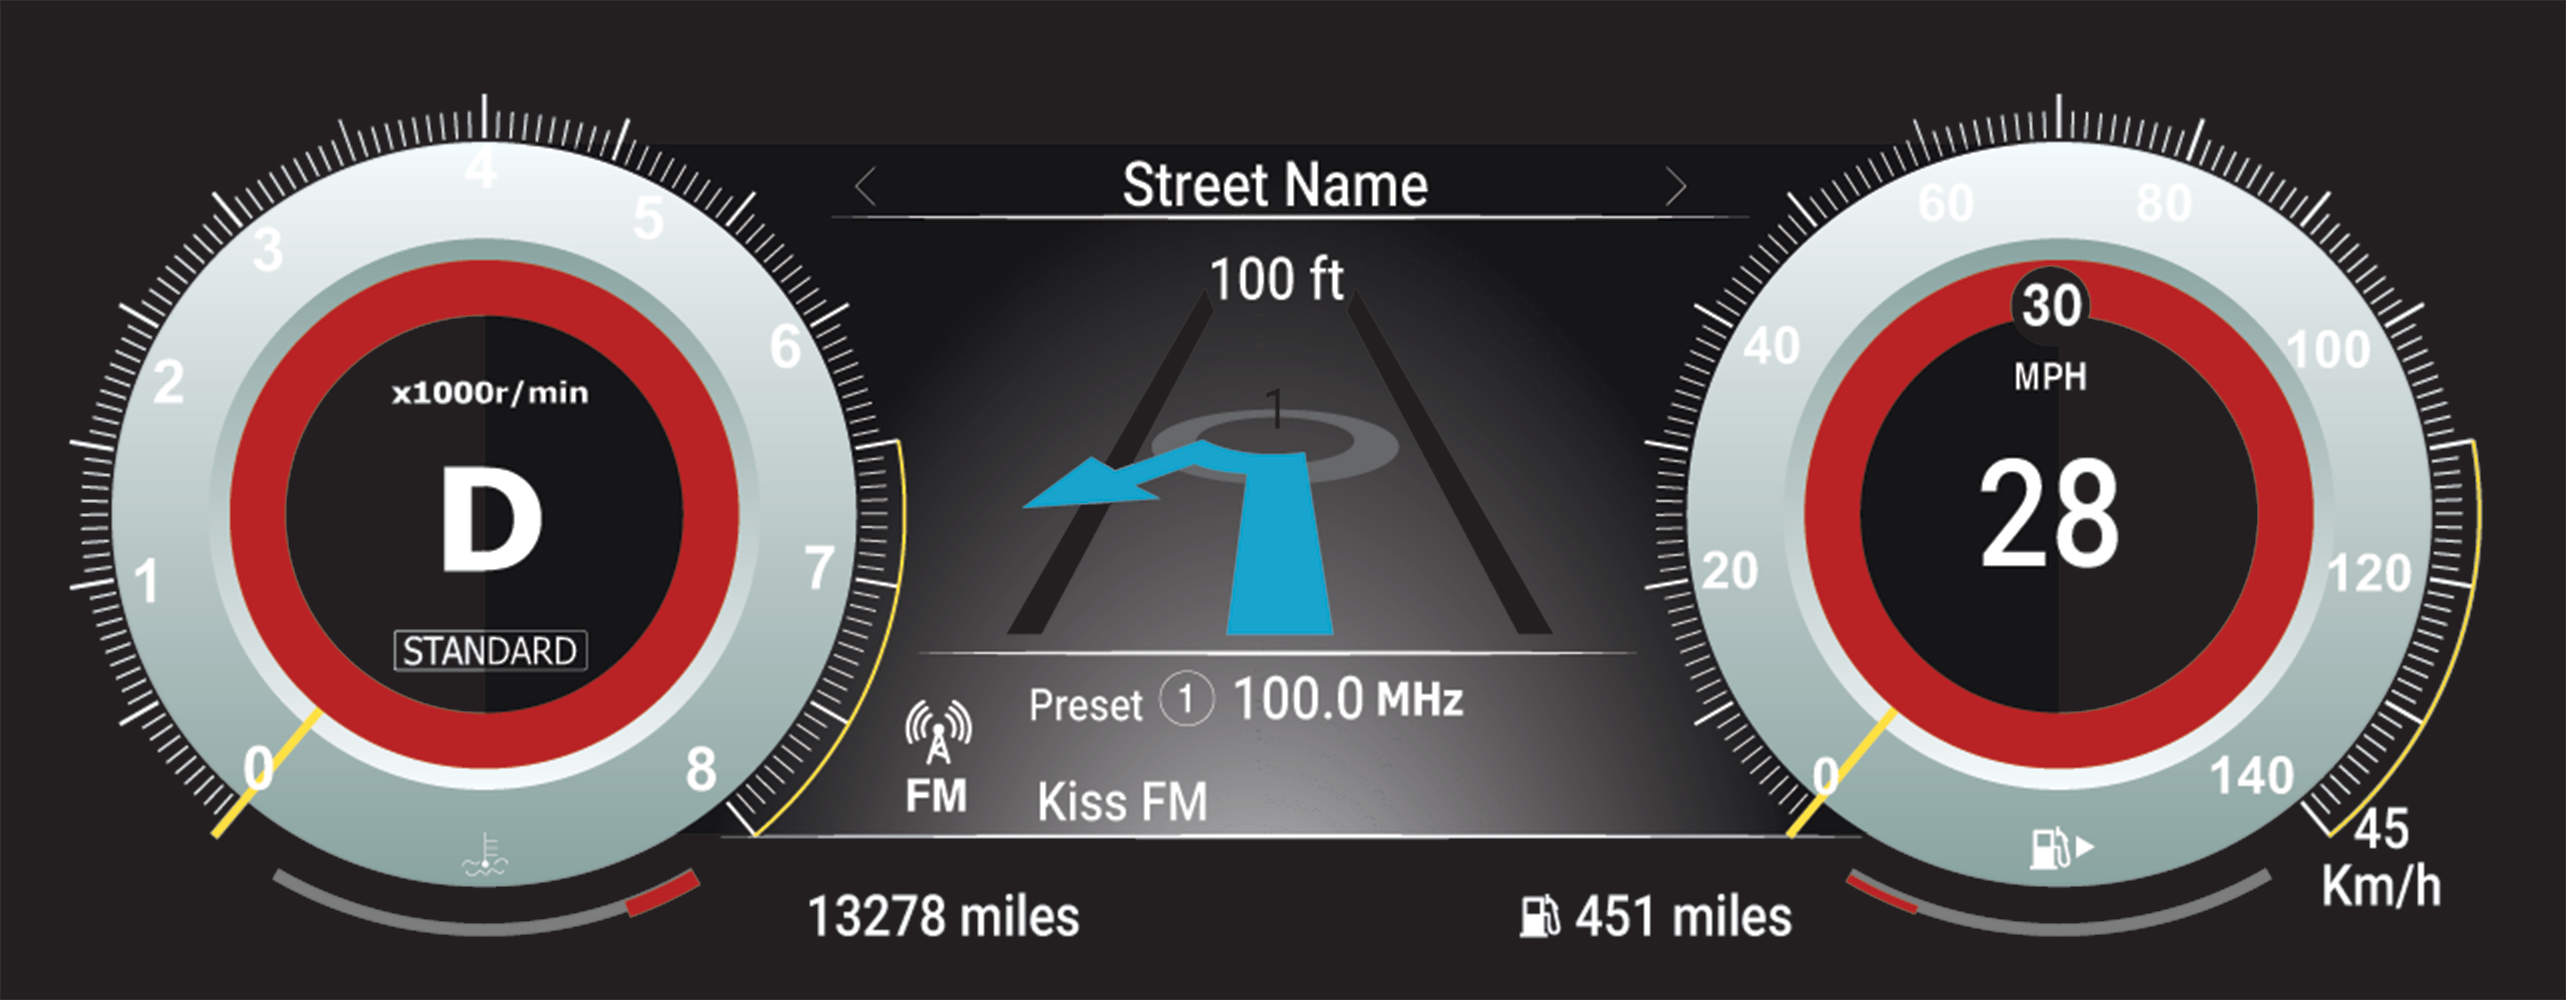 4
5
3
6
2
7
1
0
8
x1000r/min
D
STANDARD
Street Name
100 ft
1
Preset 1 100.0 MHz
FM
Kiss FM
13278 miles
451 miles
60
80
40
100
20
120
0
140
30
MPH
28
45
Km/h